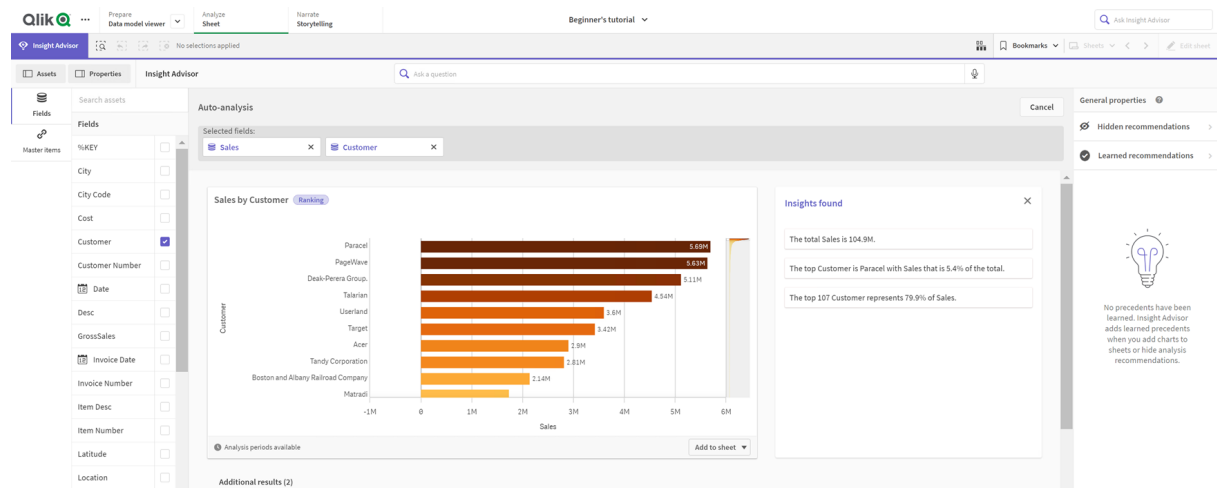 Qlik
Prepare
Data model viewer
Analyze
Sheet
Narrate
Storytelling
Beginner's tutorial
Ask Insight Advisor
Insight Advisor
No selections applied
Bookmarks
Sheets
Edit sheet
Assets
Properties
Insight Advisor
Ask a question
Fields
Master items
Search assets
Fields
%KEY
City
City Code
Cost
Customer
Customer Number
Date
Desc
GrossSales
Invoice Date
Invoice Number
Item Desc
Item Number
Latitude
Location
Auto-analysis
Cancel
Selected fields:
Sales
Customer
Sales by Customer
Ranking
Customer
Paracel
5.69M
PageWave
5.63M
Deak-Perera Group.
5.11M
Talarian
4.54M
Userland
3.6M
Target
3.42M
Acer
2.9M
Tandy Corporation
2.81M
Boston and Albany Railroad Company
2.14M
Matradi
-1M 0 1M 2M 3M 4M 5M 6M
Sales
Analysis periods available
Add to sheet
Additional results (2)
Insights found
The total Sales is 104.9M.
The top Customer is Paracel with Sales that is 5.4% of the total.
The top 107 Customer represents 79.9% of Sales.
General properties
Hidden recommendations
Learned recommendations
No precedents have been
learned. Insight Advisor
adds learned precedents
when you add charts to
sheets or hide analysis
recommendations.